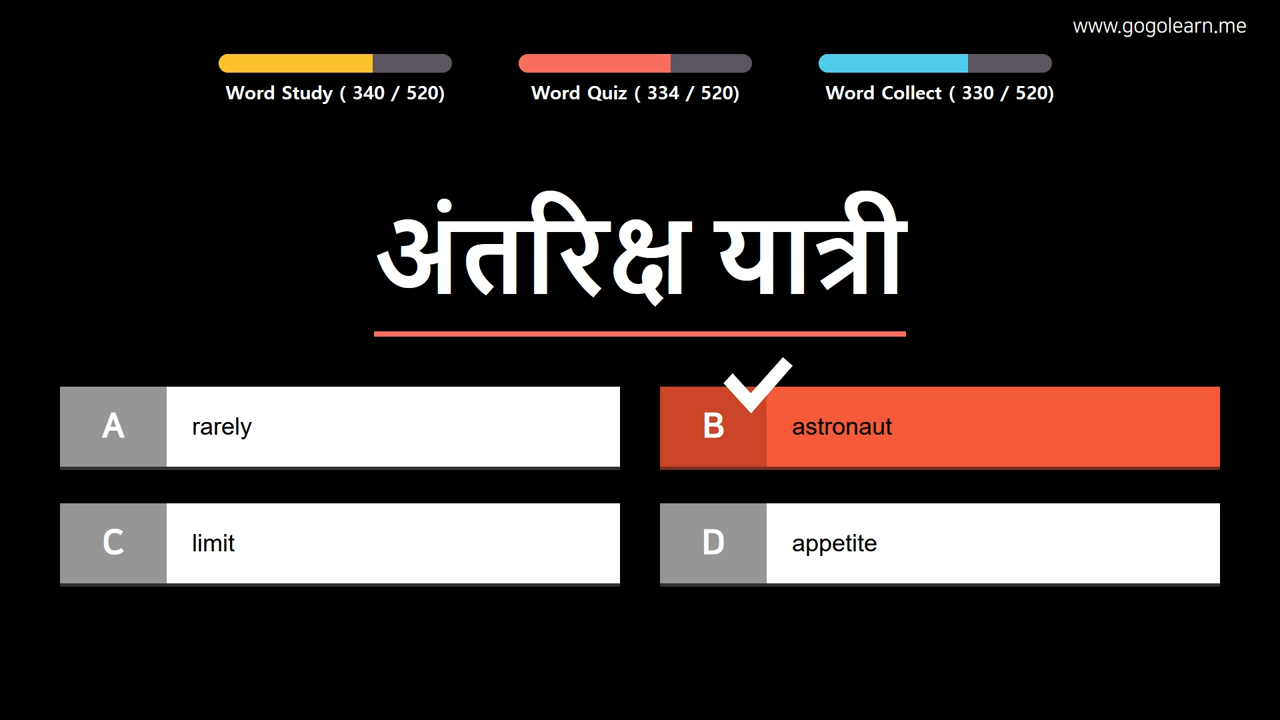 www.gogolearn.me
Word Study ( 340 / 520)
Word Quiz ( 334 / 520)
Word Collect ( 330 / 520)
अंतरिक्ष यात्री
A
rarely
B
astronaut
C
limit
D
appetite